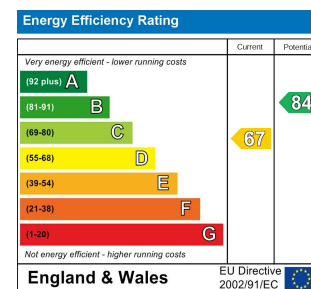 Energy Efficiency Rating
Current
Potentia
Very energy efficient - lower running costs
(92 plus) A
(81-91) B
84
(69-80) C
67
(55-68) D
(39-54) E
(21-38) F
(1-20) G
Not energy efficient - higher running costs
England & Wales
EU Directive
2002/91/EC